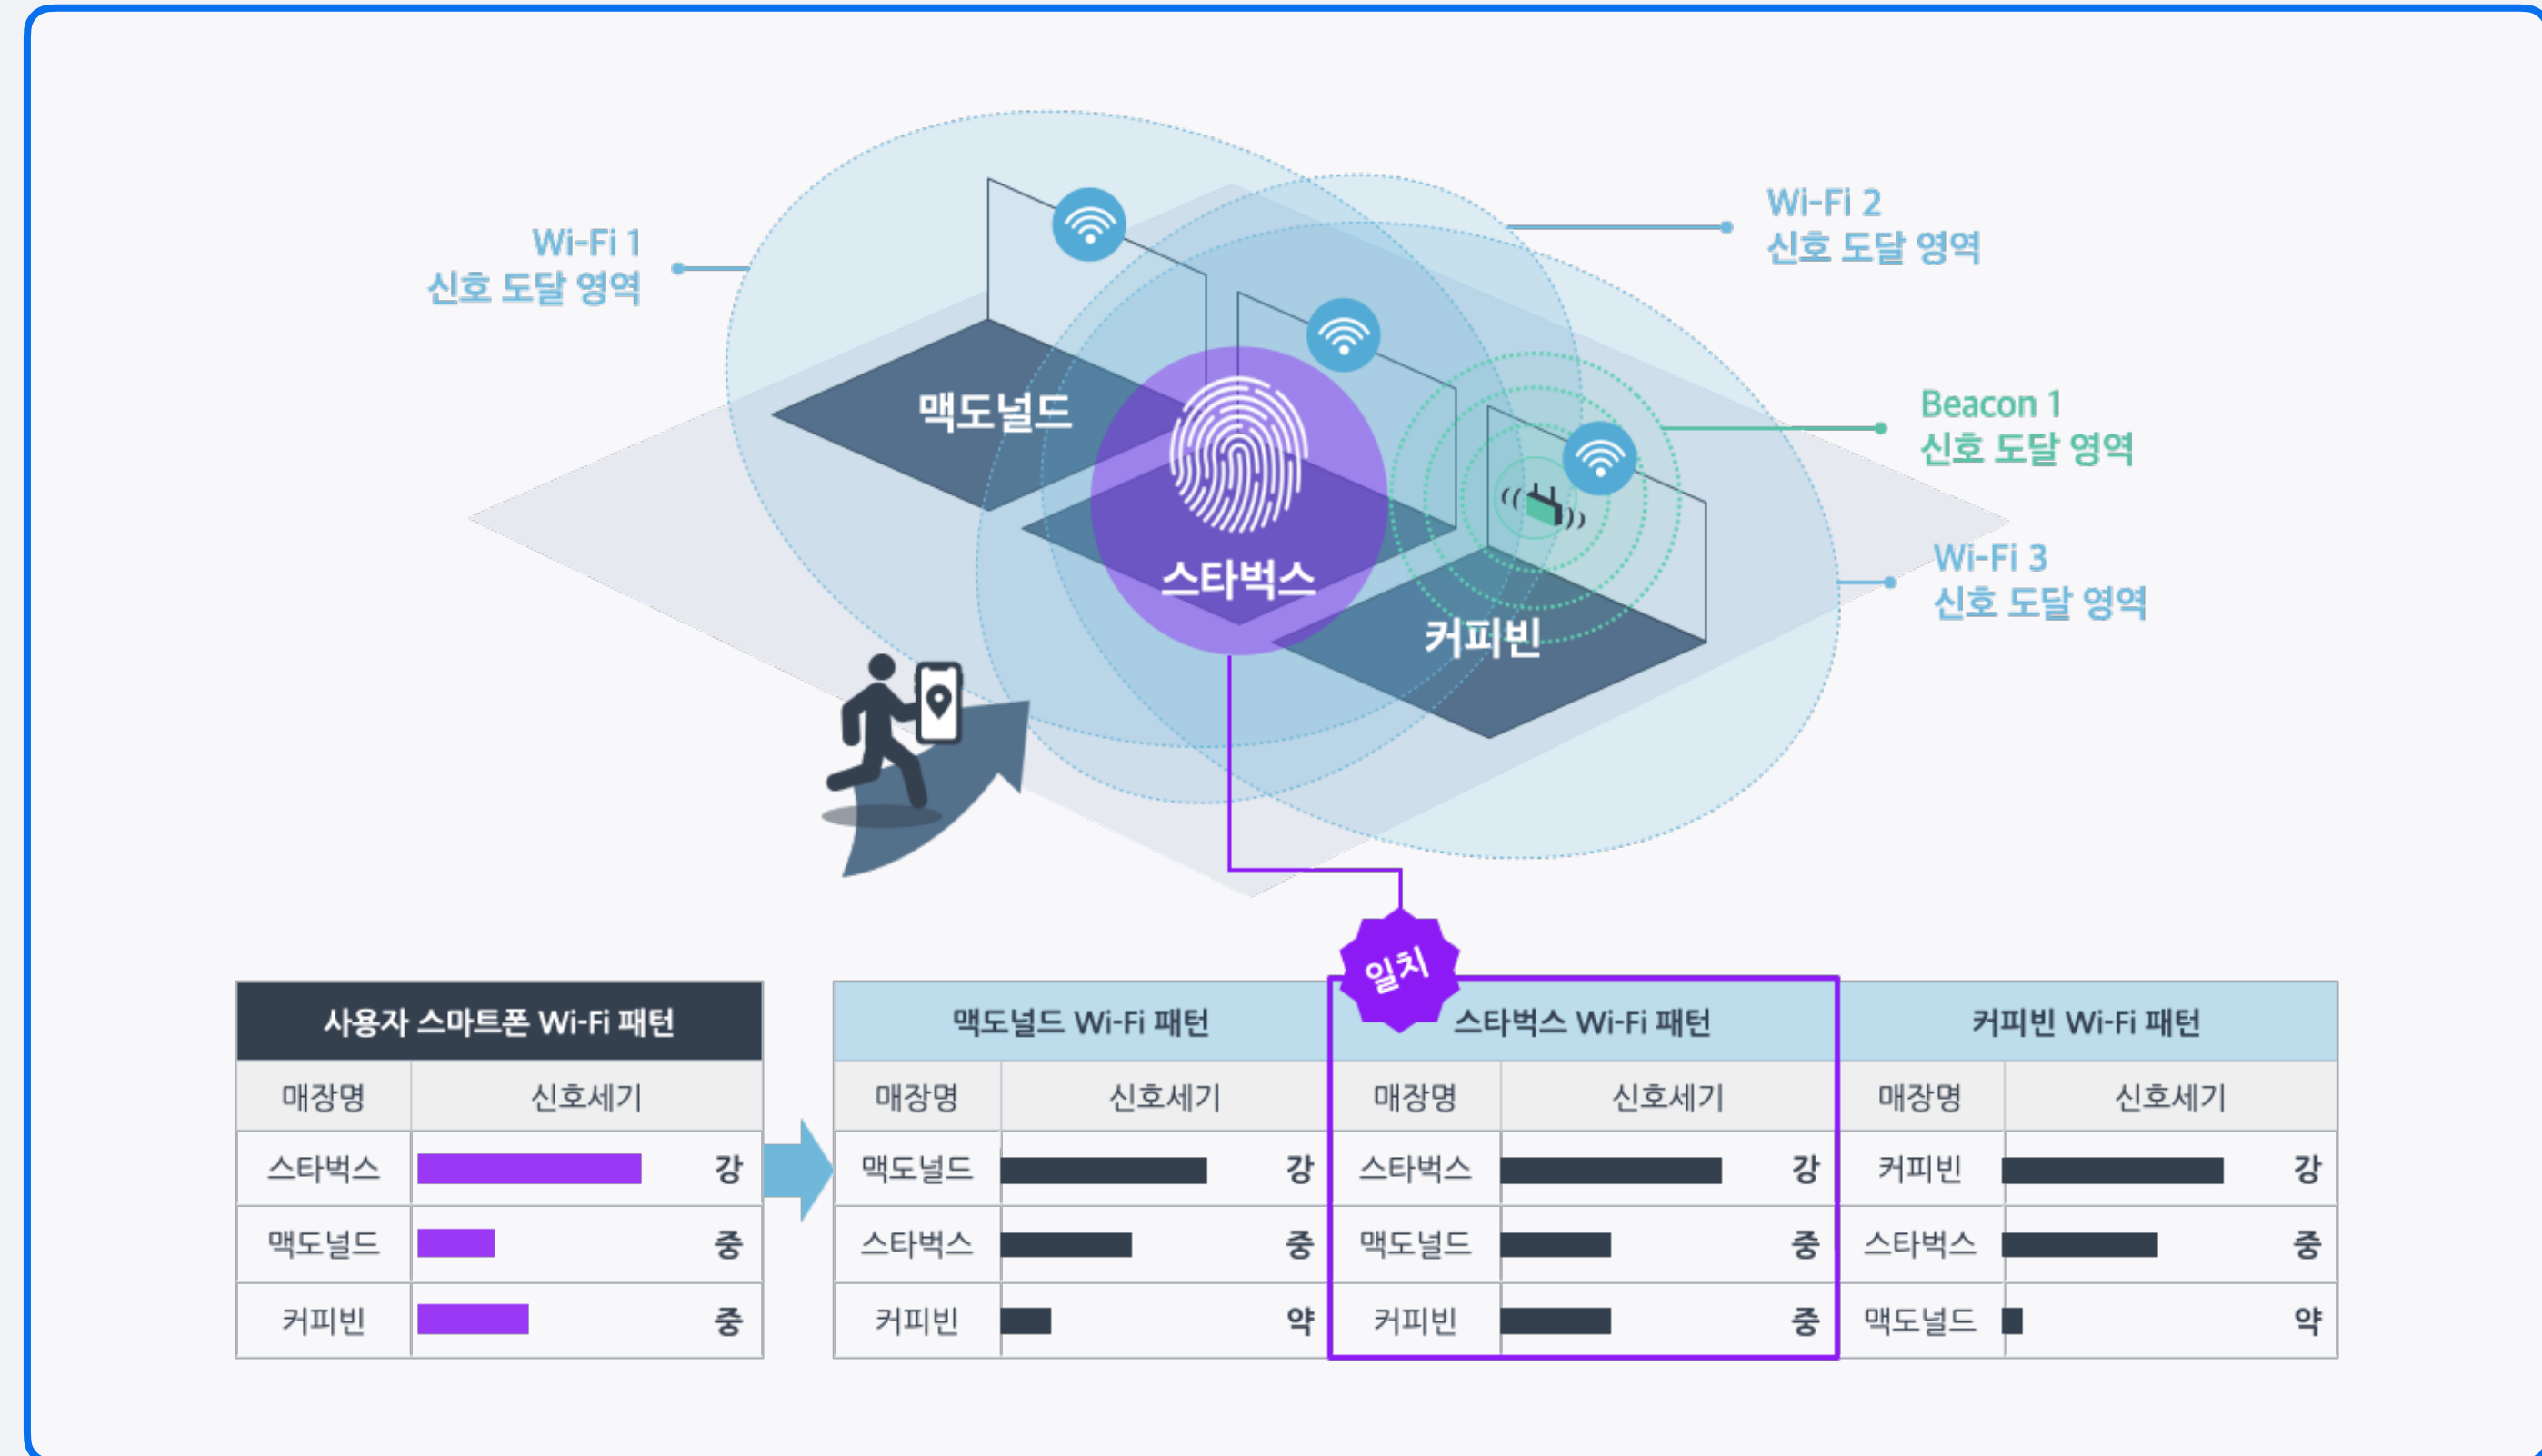 Wi-Fi 1
신호 도달 영역
Wi-Fi 2
신호 도달 영역
Beacon 1
신호 도달 영역
Wi-Fi 3
신호 도달 영역
맥도널드
스타벅스
커피빈
일치
사용자 스마트폰 Wi-Fi 패턴
매장명 신호세기
스타벅스 강
맥도널드 중
커피빈 중
맥도널드 Wi-Fi 패턴
매장명 신호세기
맥도널드 강
스타벅스 중
커피빈 약
스타벅스 Wi-Fi 패턴
매장명 신호세기
스타벅스 강
맥도널드 중
커피빈 중
커피빈 Wi-Fi 패턴
매장명 신호세기
커피빈 강
스타벅스 중
맥도널드 약